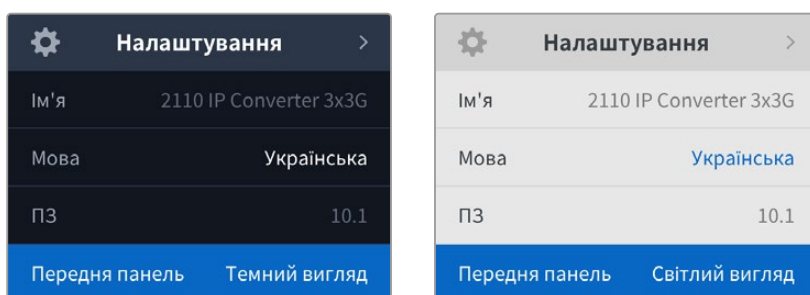 Налаштування
Ім'я 2110 IP Converter 3x3G
Мова Українська
ПЗ 10.1
Передня панель Темний вигляд
Налаштування
Ім'я 2110 IP Converter 3x3G
Мова Українська
ПЗ 10.1
Передня панель Світлий вигляд